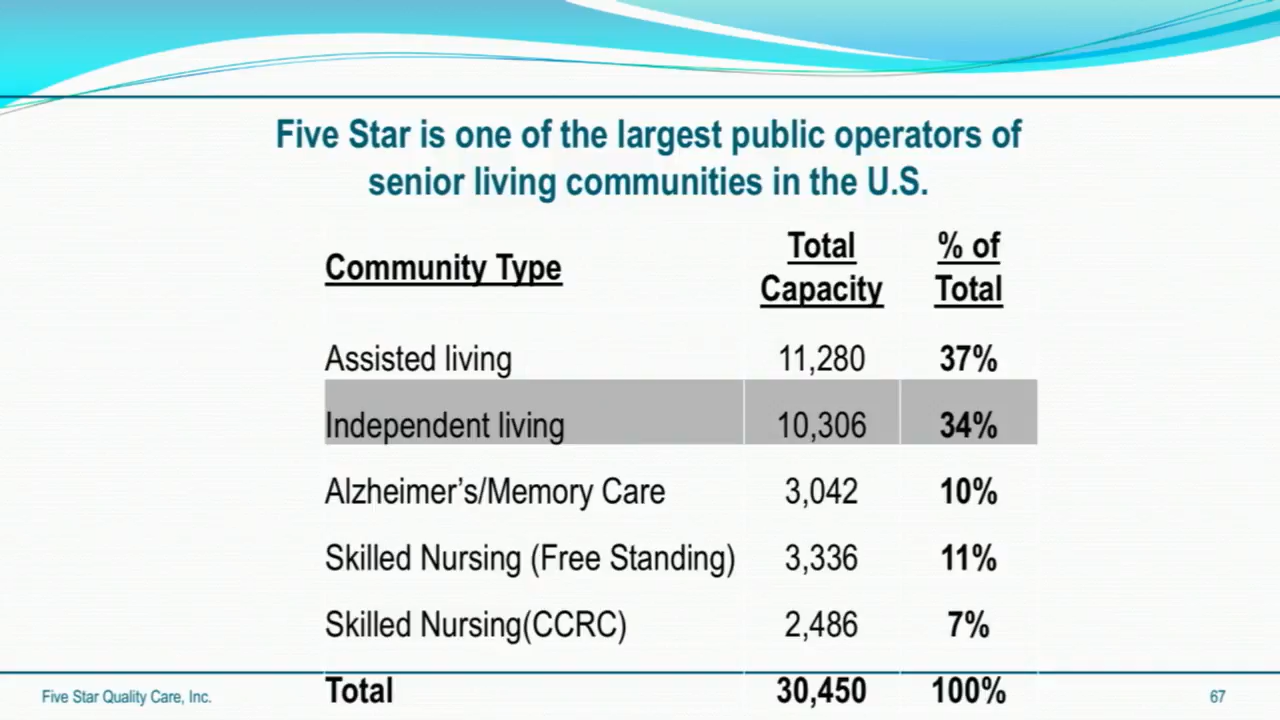 Five Star is one of the largest public operators of
senior living communities in the U.S.
Community Type Total Capacity % of Total
Assisted living 11,280 37%
Independent living 10,306 34%
Alzheimer’s/Memory Care 3,042 10%
Skilled Nursing (Free Standing) 3,336 11%
Skilled Nursing(CCRC) 2,486 7%
Total 30,450 100%
Five Star Quality Care, Inc. 67